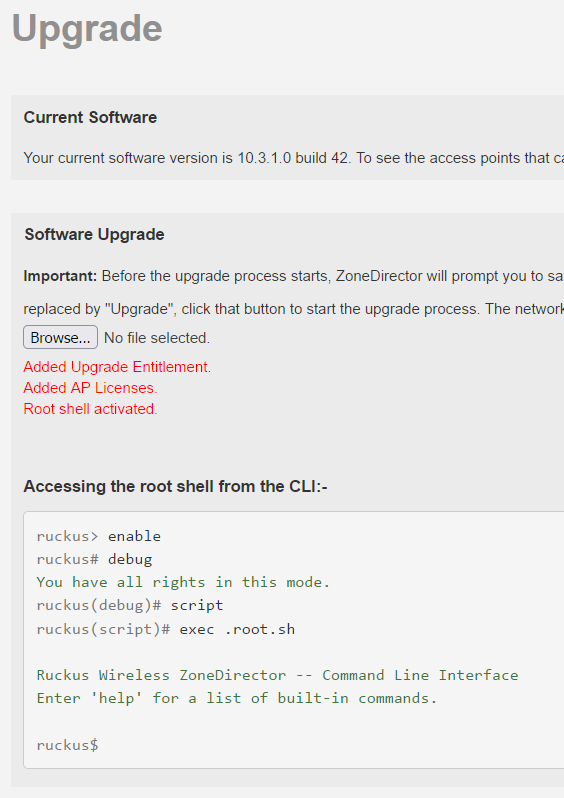 Upgrade
Current Software
Your current software version is 10.3.1.0 build 42. To see the access points that
Software Upgrade
Important: Before the upgrade process starts, ZoneDirector will prompt you to
replaced by "Upgrade", click that button to start the upgrade process. The network
Browse... No file selected.
Added Upgrade Entitlement.
Added AP Licenses.
Root shell activated.
Accessing the root shell from the CLI:-
ruckus> enable
ruckus# debug
You have all rights in this mode.
ruckus(debug)# script
ruckus(script)# exec .root.sh
Ruckus Wireless ZoneDirector -- Command Line Interface
Enter 'help' for a list of built-in commands.
ruckus$